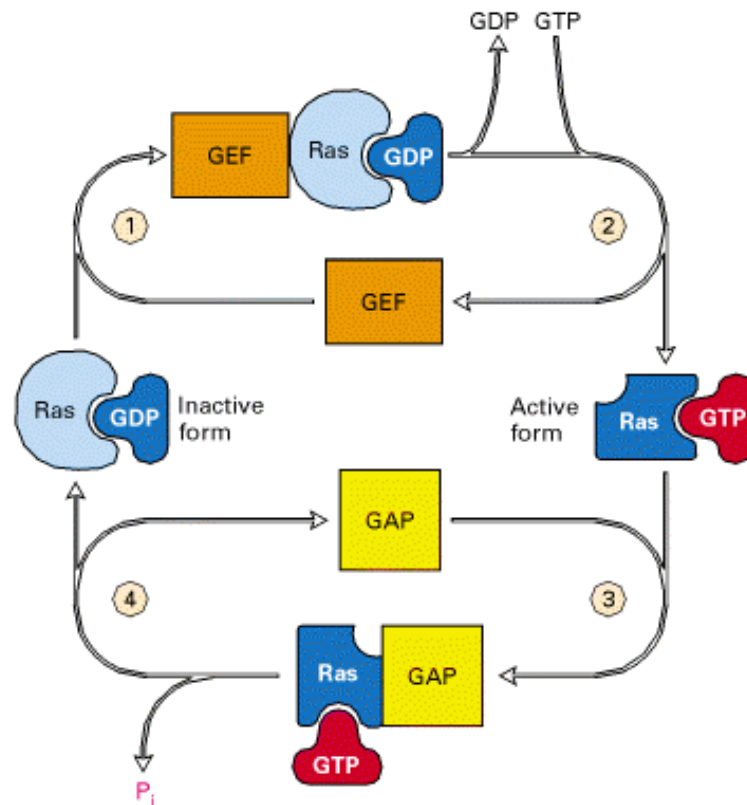 GDP GTP
GEF Ras GDP
1 2
GEF
Ras GDP Inactive
form
Active
form
Ras GTP
GAP
4 3
Ras GAP
GTP
Pi